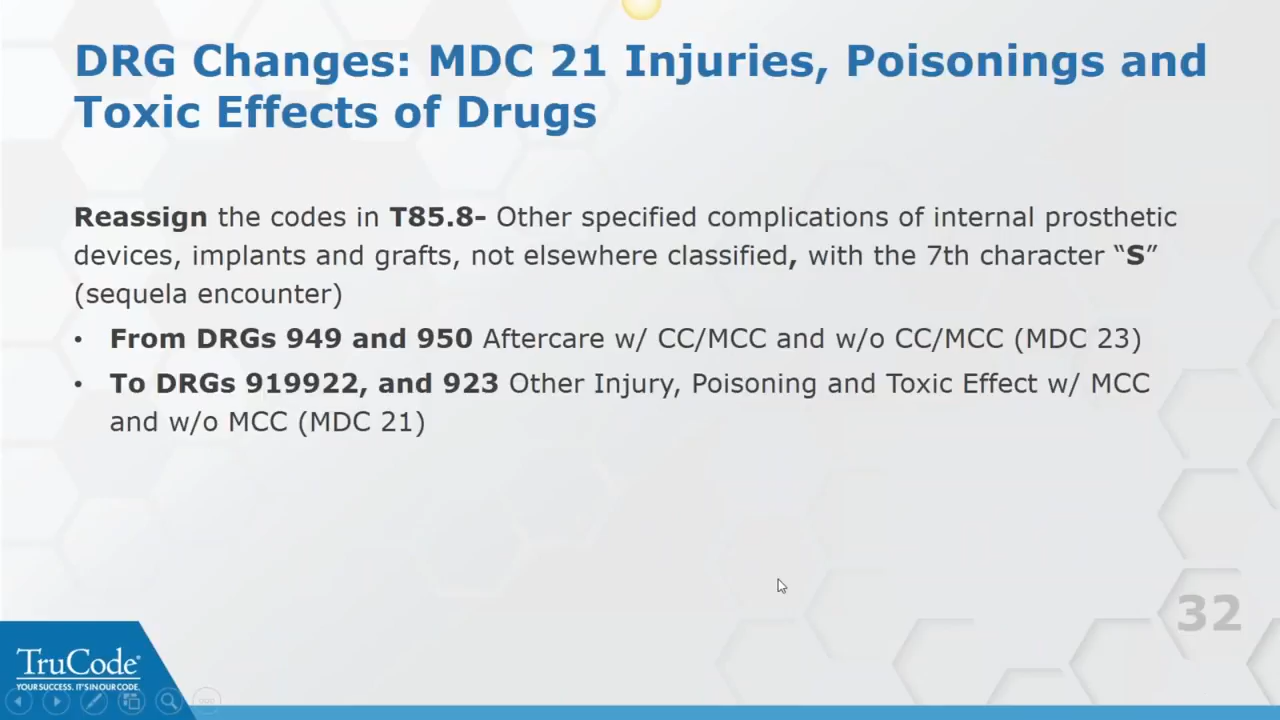 DRG Changes: MDC 21 Injuries, Poisonings and
Toxic Effects of Drugs
Reassign the codes in T85.8- Other specified complications of internal prosthetic
devices, implants and grafts, not elsewhere classified, with the 7th character “S”
(sequela encounter)
• From DRGs 949 and 950 Aftercare w/ CC/MCC and w/o CC/MCC (MDC 23)
• To DRGs 919922, and 923 Other Injury, Poisoning and Toxic Effect w/ MCC
and w/o MCC (MDC 21)
32
TruCode®
YOUR SUCCESS. IT'S IN OUR CODE.